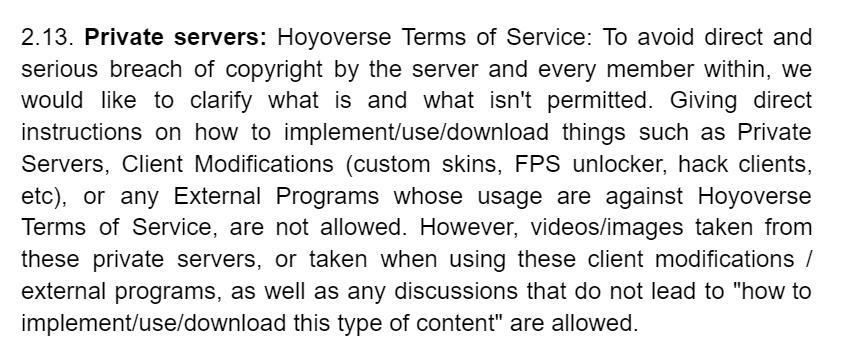 2.13. Private servers: Hoyoverse Terms of Service: To avoid direct and
serious breach of copyright by the server and every member within, we
would like to clarify what is and what isn't permitted. Giving direct
instructions on how to implement/use/download things such as Private
Servers, Client Modifications (custom skins, FPS unlocker, hack clients,
etc), or any External Programs whose usage are against Hoyoverse
Terms of Service, are not allowed. However, videos/images taken from
these private servers, or taken when using these client modifications /
external programs, as well as any discussions that do not lead to "how to
implement/use/download this type of content" are allowed.